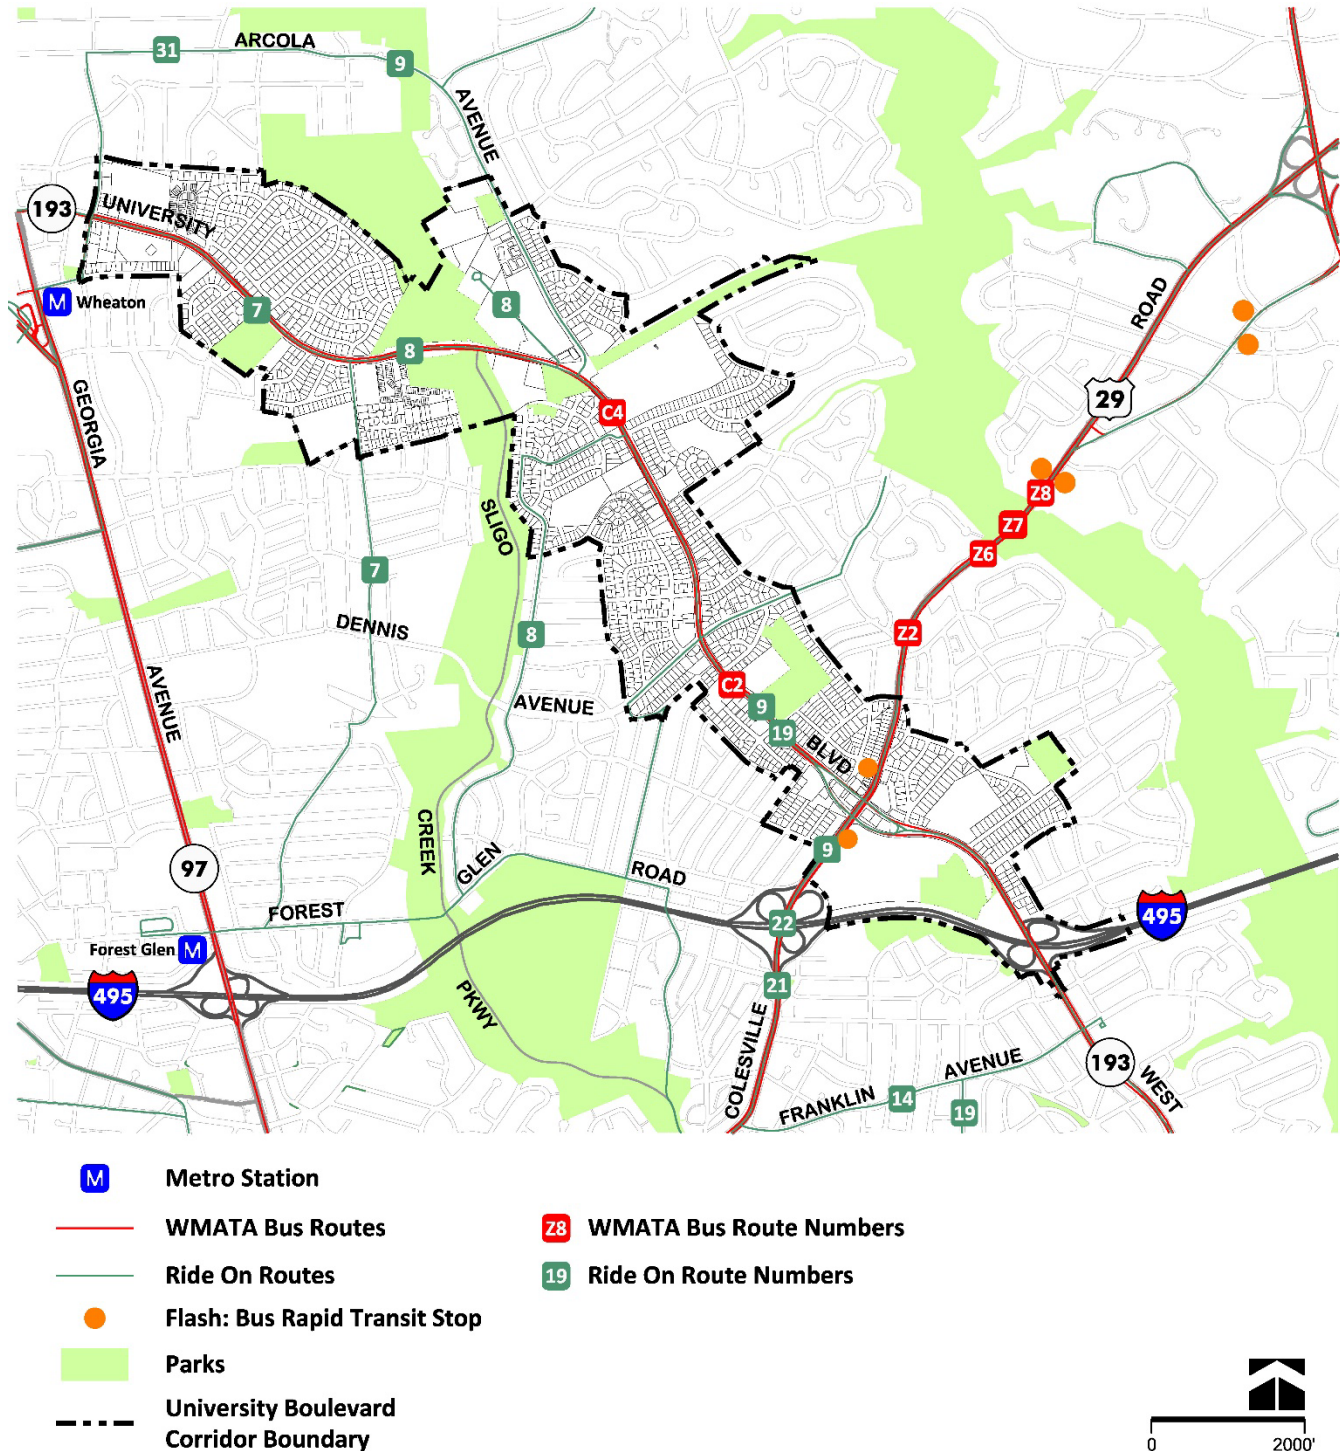 31
ARCOLA
9
AVENUE
193
UNIVERSITY
M Wheaton
7
8
8
C4
GEORGIA
ROAD
29
Z8
Z7
Z6
SLIGO
7
DENNIS
8
Z2
AVENUE
AVENUE
C2
9
19
BLVD
CREEK
GLEN
ROAD
9
97
FOREST
22
495
Forest Glen M
495
21
PKWY
COLESVILLE
FRANKLIN
14
AVENUE
19
193
WEST
M Metro Station
WMATA Bus Routes
Z8 WMATA Bus Route Numbers
Ride On Routes
19 Ride On Route Numbers
Flash: Bus Rapid Transit Stop
Parks
University Boulevard
Corridor Boundary
0 2000'